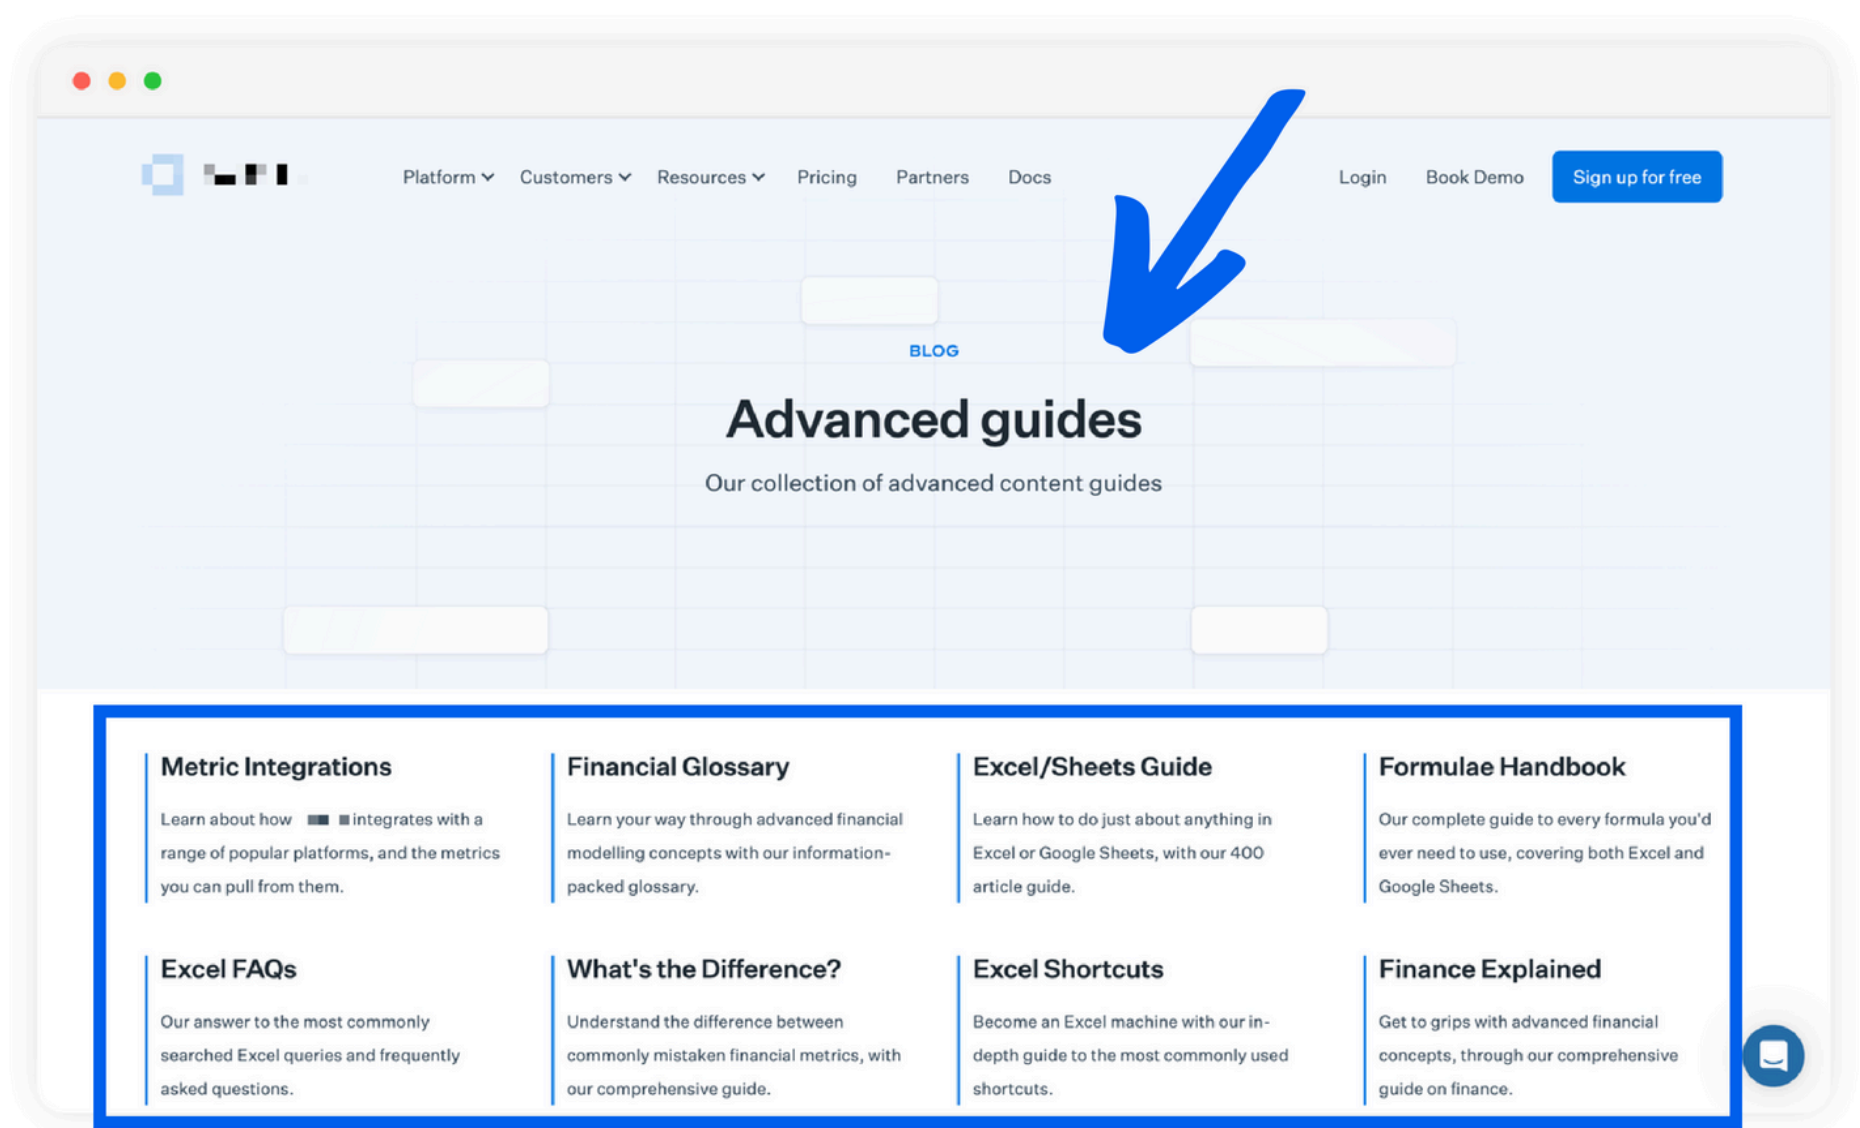 Platform Customers Resources Pricing Partners Docs Login Book Demo Sign up for free
BLOG
Advanced guides
Our collection of advanced content guides
Metric Integrations
Learn about how integrates with a
range of popular platforms, and the metrics
you can pull from them.
Financial Glossary
Learn your way through advanced financial
modelling concepts with our information-
packed glossary.
Excel/Sheets Guide
Learn how to do just about anything in
Excel or Google Sheets, with our 400
article guide.
Formulae Handbook
Our complete guide to every formula you'd
ever need to use, covering both Excel and
Google Sheets.
Excel FAQs
Our answer to the most commonly
searched Excel queries and frequently
asked questions.
What's the Difference?
Understand the difference between
commonly mistaken financial metrics, with
our comprehensive guide.
Excel Shortcuts
Become an Excel machine with our in-
depth guide to the most commonly used
shortcuts.
Finance Explained
Get to grips with advanced financial
concepts, through our comprehensive
guide on finance.